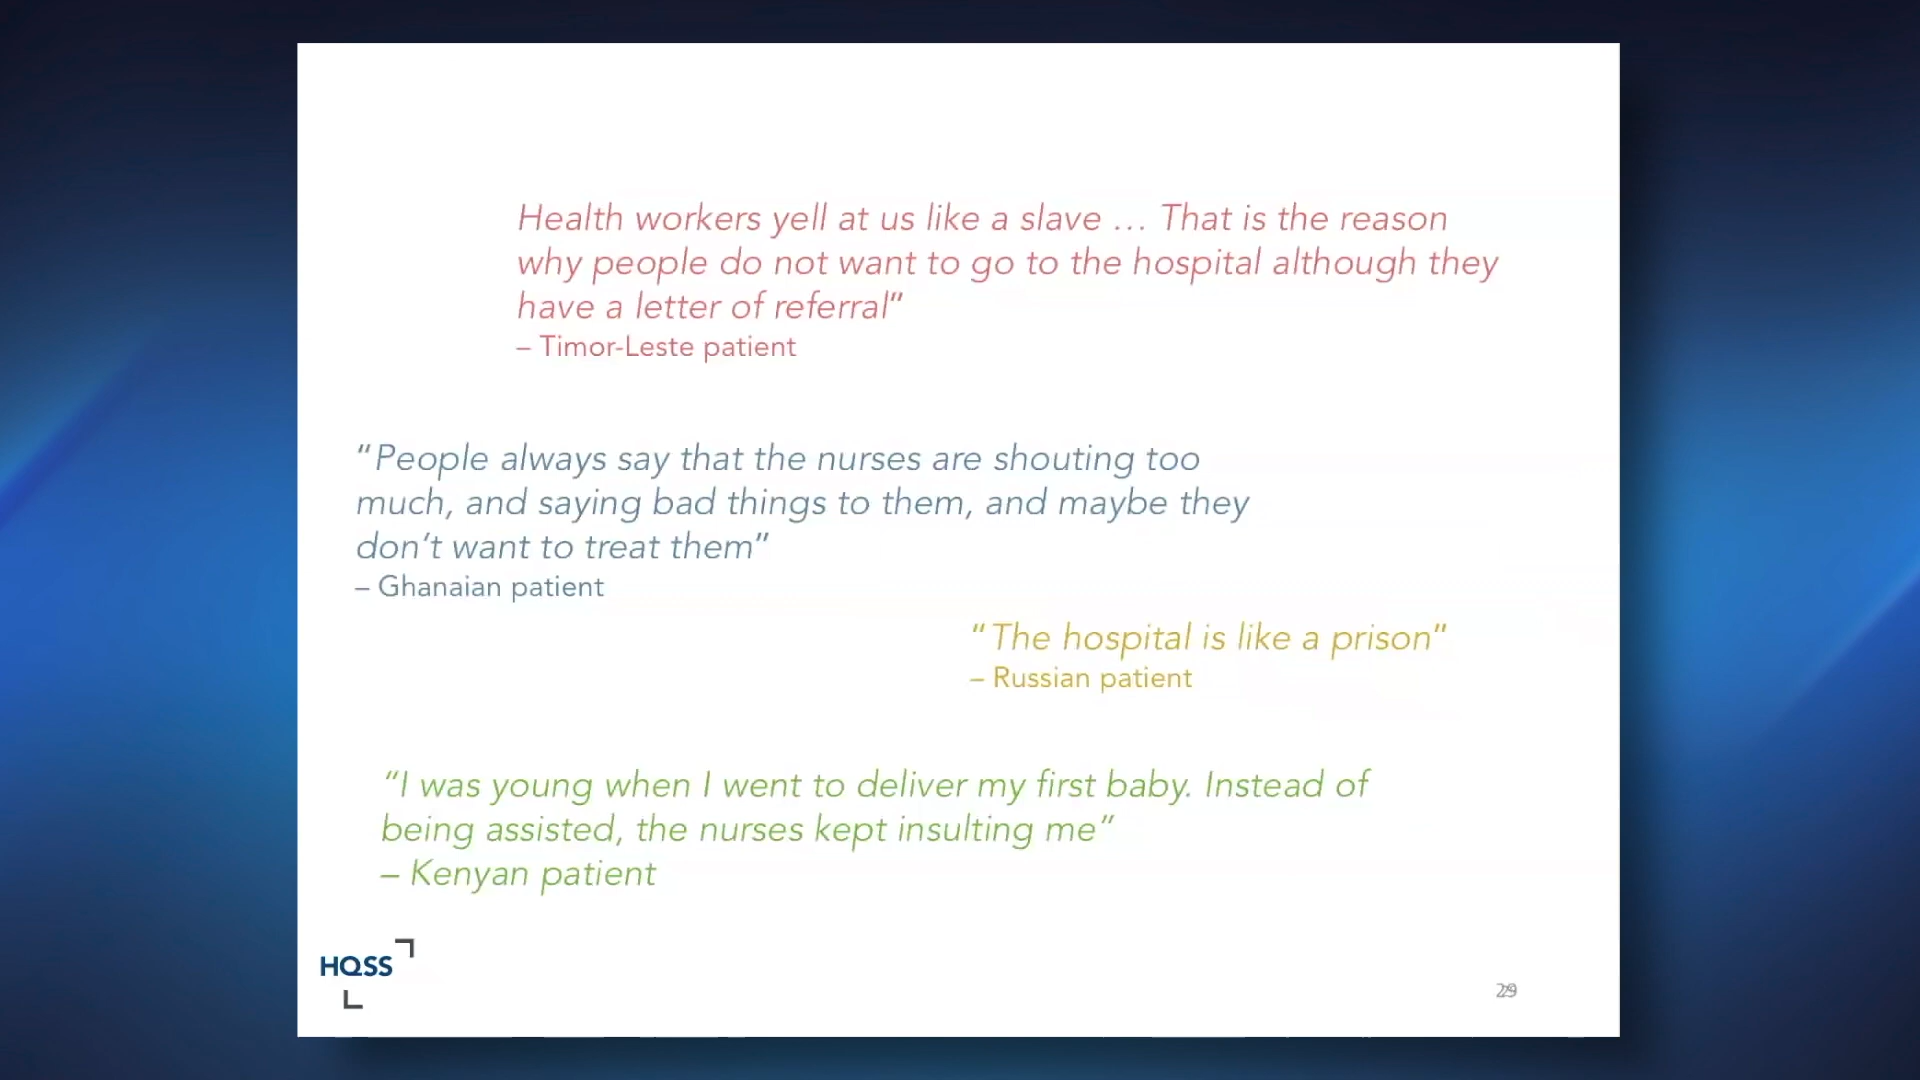 Health workers yell at us like a slave … That is the reason
why people do not want to go to the hospital although they
have a letter of referral”
– Timor-Leste patient
“People always say that the nurses are shouting too
much, and saying bad things to them, and maybe they
don’t want to treat them”
– Ghanaian patient
“The hospital is like a prison”
– Russian patient
“I was young when I went to deliver my first baby. Instead of
being assisted, the nurses kept insulting me”
– Kenyan patient
HQSS